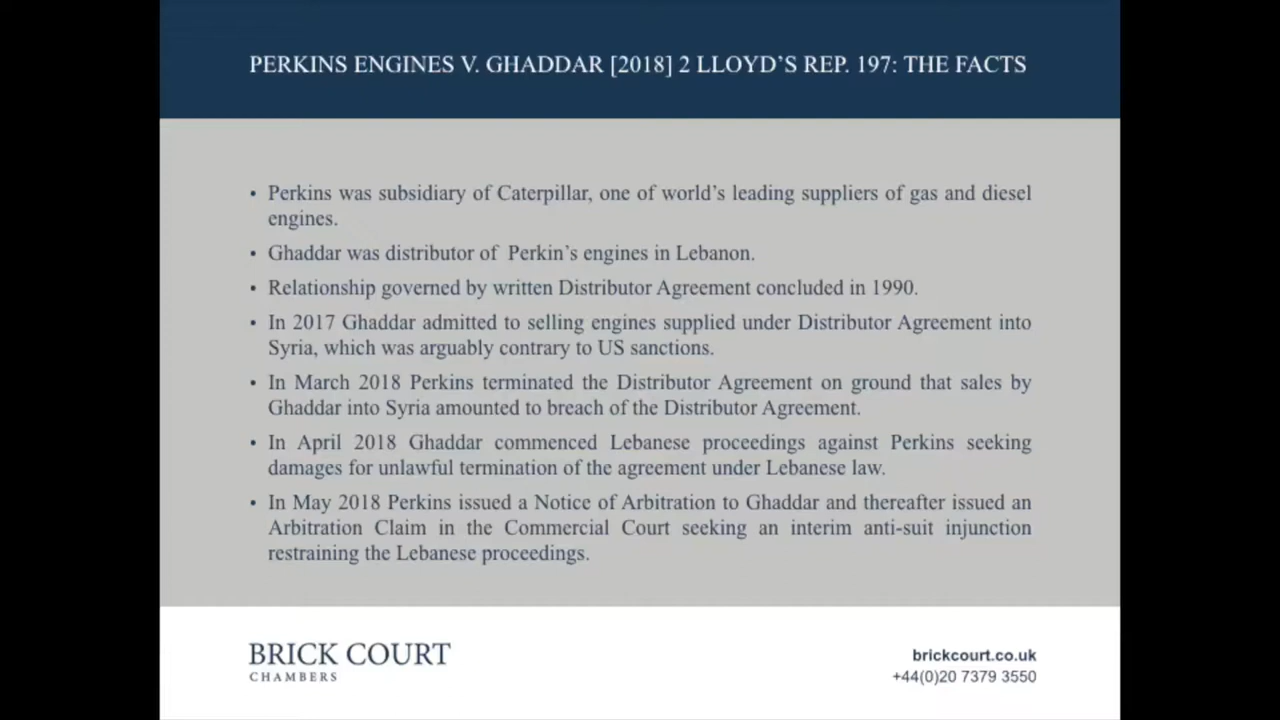 PERKINS ENGINES V. GHADDAR [2018] 2 LLOYD'S REP. 197: THE FACTS
• Perkins was subsidiary of Caterpillar, one of world's leading suppliers of gas and diesel
engines.
• Ghaddar was distributor of Perkin's engines in Lebanon.
• Relationship governed by written Distributor Agreement concluded in 1990.
• In 2017 Ghaddar admitted to selling engines supplied under Distributor Agreement into
Syria, which was arguably contrary to US sanctions.
• In March 2018 Perkins terminated the Distributor Agreement on ground that sales by
Ghaddar into Syria amounted to breach of the Distributor Agreement.
• In April 2018 Ghaddar commenced Lebanese proceedings against Perkins seeking
damages for unlawful termination of the agreement under Lebanese law.
• In May 2018 Perkins issued a Notice of Arbitration to Ghaddar and thereafter issued an
Arbitration Claim in the Commercial Court seeking an interim anti-suit injunction
restraining the Lebanese proceedings.
BRICK COURT
CHAMBERS
brickcourt.co.uk
+44(0)20 7379 3550